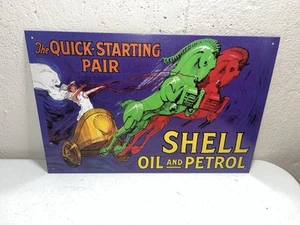 The QUICK-STARTING
PAIR
SHELL
OIL AND PETROL